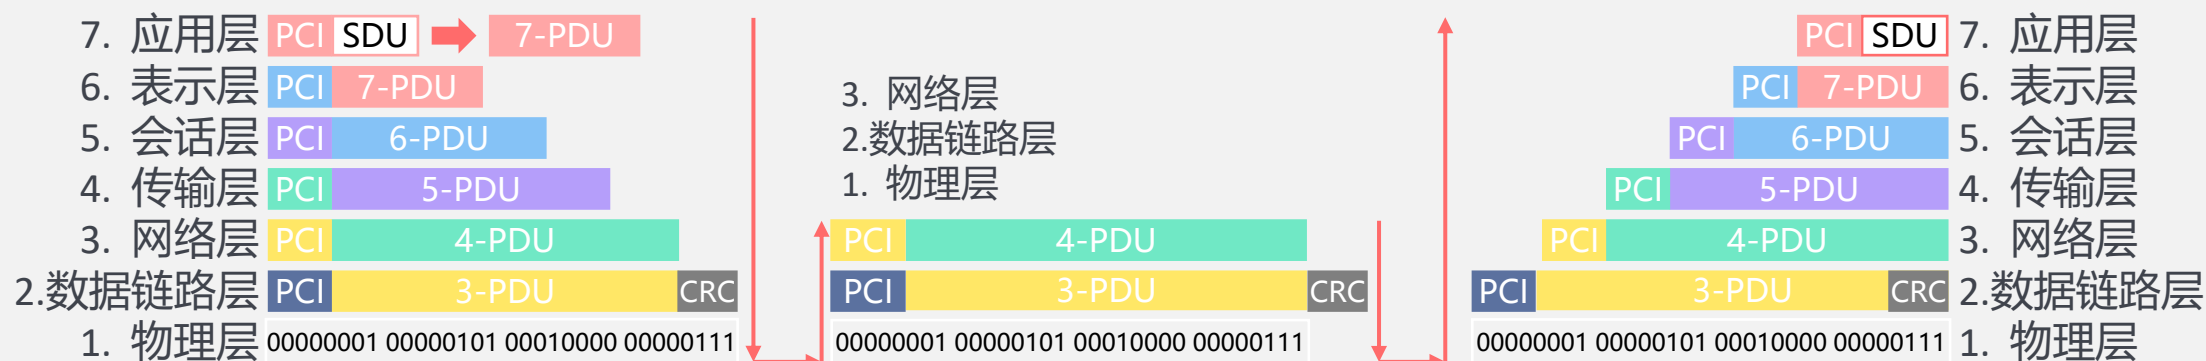 7. 应用层 PCI SDU 7-PDU
6. 表示层 PCI 7-PDU
5. 会话层 PCI 6-PDU
4. 传输层 PCI 5-PDU
3. 网络层 PCI 4-PDU
2.数据链路层 PCI 3-PDU CRC
1. 物理层 00000001 00000101 00010000 00000111
3. 网络层
2.数据链路层
1. 物理层
PCI 4-PDU
PCI 3-PDU CRC
00000001 00000101 00010000 00000111
PCI SDU 7. 应用层
PCI 7-PDU 6. 表示层
PCI 6-PDU 5. 会话层
PCI 5-PDU 4. 传输层
PCI 4-PDU 3. 网络层
PCI 3-PDU CRC 2.数据链路层
00000001 00000101 00010000 00000111 1. 物理层